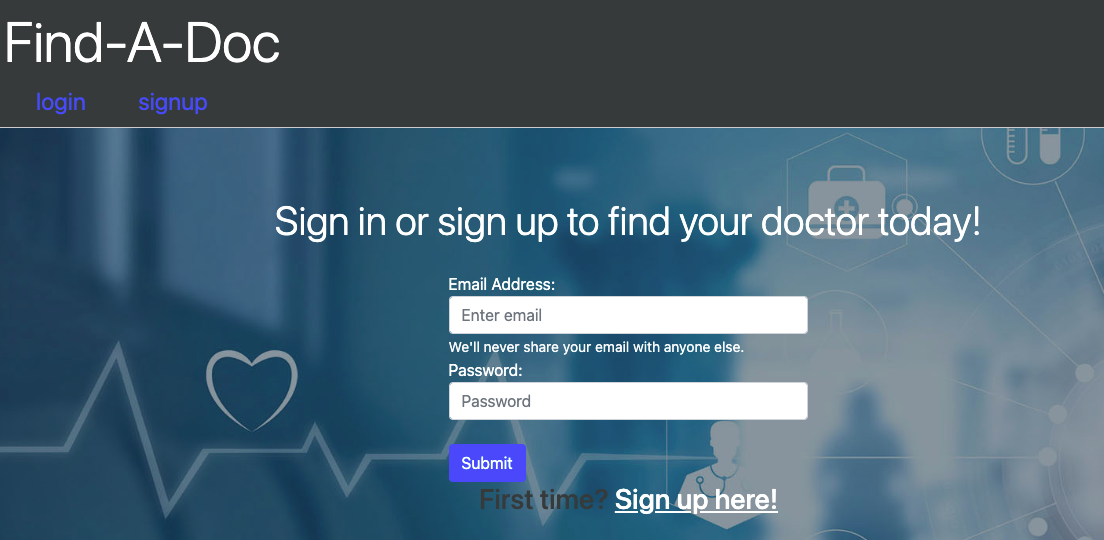 Find-A-Doc
login signup
Sign in or sign up to find your doctor today!
Email Address:
Enter email
We'll never share your email with anyone else.
Password:
Password
Submit
First time? Sign up here!